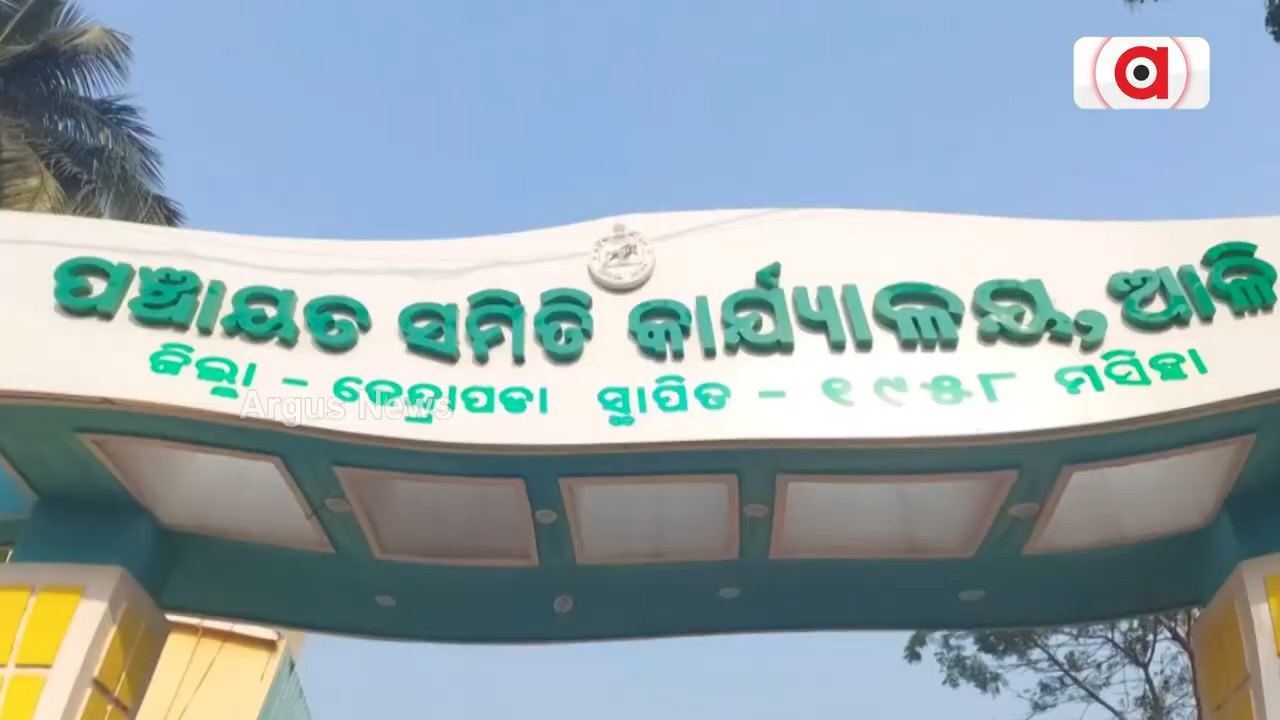 ପଞ୍ଚାୟତ ସମିତି କାର୍ଯ୍ୟାଳୟ, ଆଳି
ଜିଲ୍ଲା - କେନ୍ଦ୍ରାପଡା ସ୍ଥାପିତ - ୧୯୫୮ ମସିହା
Argus News